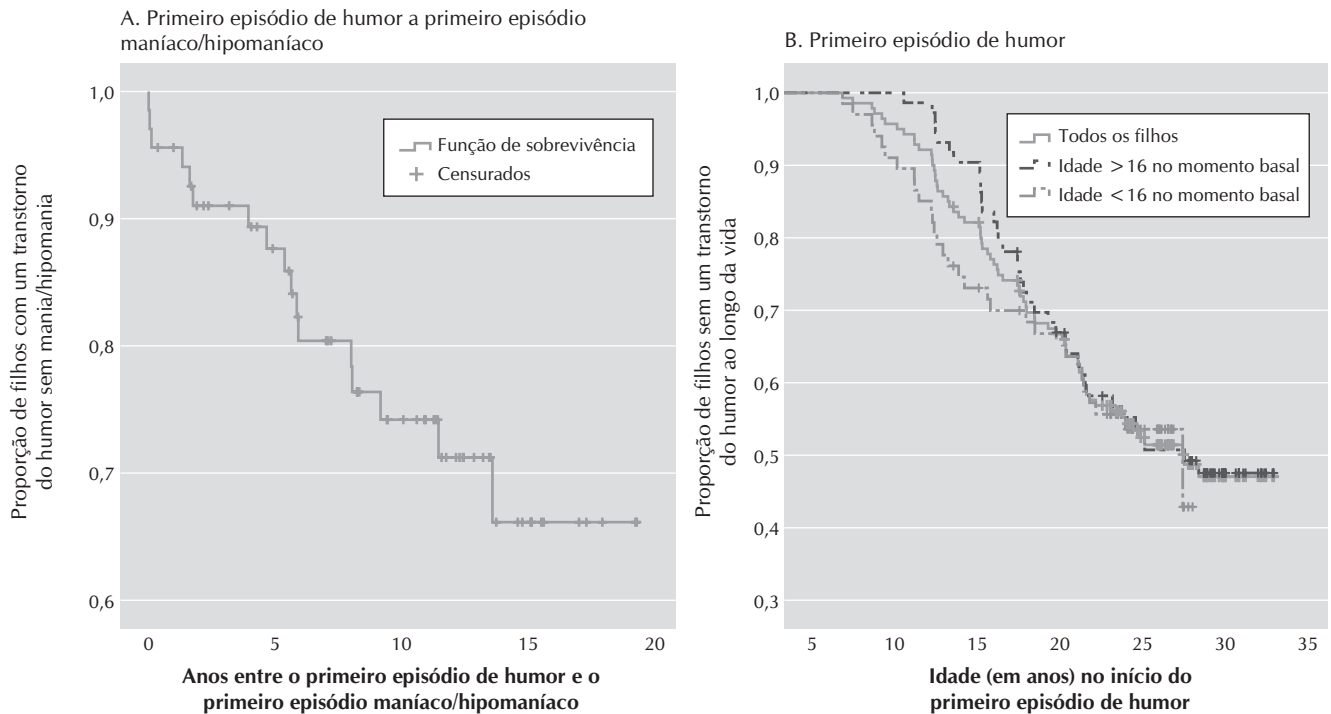 A. Primeiro episódio de humor a primeiro episódio
maníaco/hipomaníaco
Proporção de filhos com um transtorno
do humor sem mania/hipomania
1,0
0,9
0,8
0,7
0,6
Função de sobrevivência
Censurados
0
5
10
15
20
Anos entre o primeiro episódio de humor e o
primeiro episódio maníaco/hipomaníaco
B. Primeiro episódio de humor
Proporção de filhos sem um transtorno
do humor ao longo da vida
1,0
0,9
0,8
0,7
0,6
0,5
0,4
0,3
Todos os filhos
Idade >16 no momento basal
Idade <16 no momento basal
5
10
15
20
25
30
35
Idade (em anos) no início do
primeiro episódio de humor